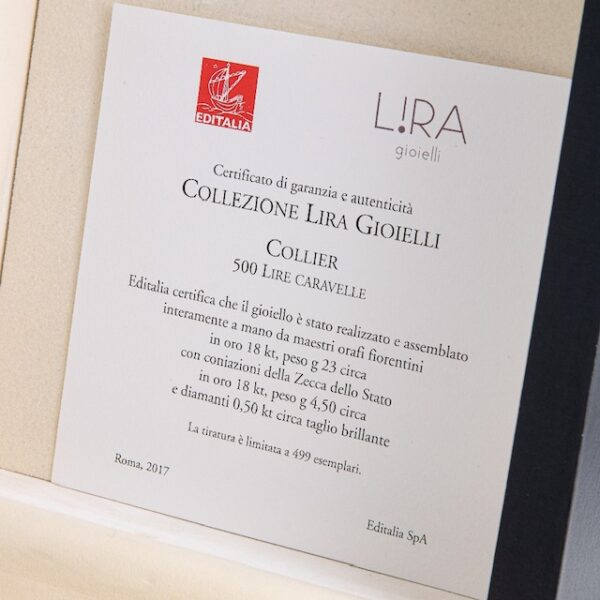 EDITALIA
L!RA
gioielli
Certificato di garanzia e autenticità
COLLEZIONE LIRA GIOIELLI
COLLIER
500 LIRE CARAVELLE
Editalia certifica che il gioiello è stato realizzato e assemblato
interamente a mano da maestri orafi fiorentini
in oro 18 kt, peso g 23 circa
con coniazioni della Zecca dello Stato
in oro 18 kt, peso g 4,50 circa
e diamanti 0,50 kt circa taglio brillante
La tiratura è limitata a 499 esemplari.
Roma, 2017
Editalia SpA